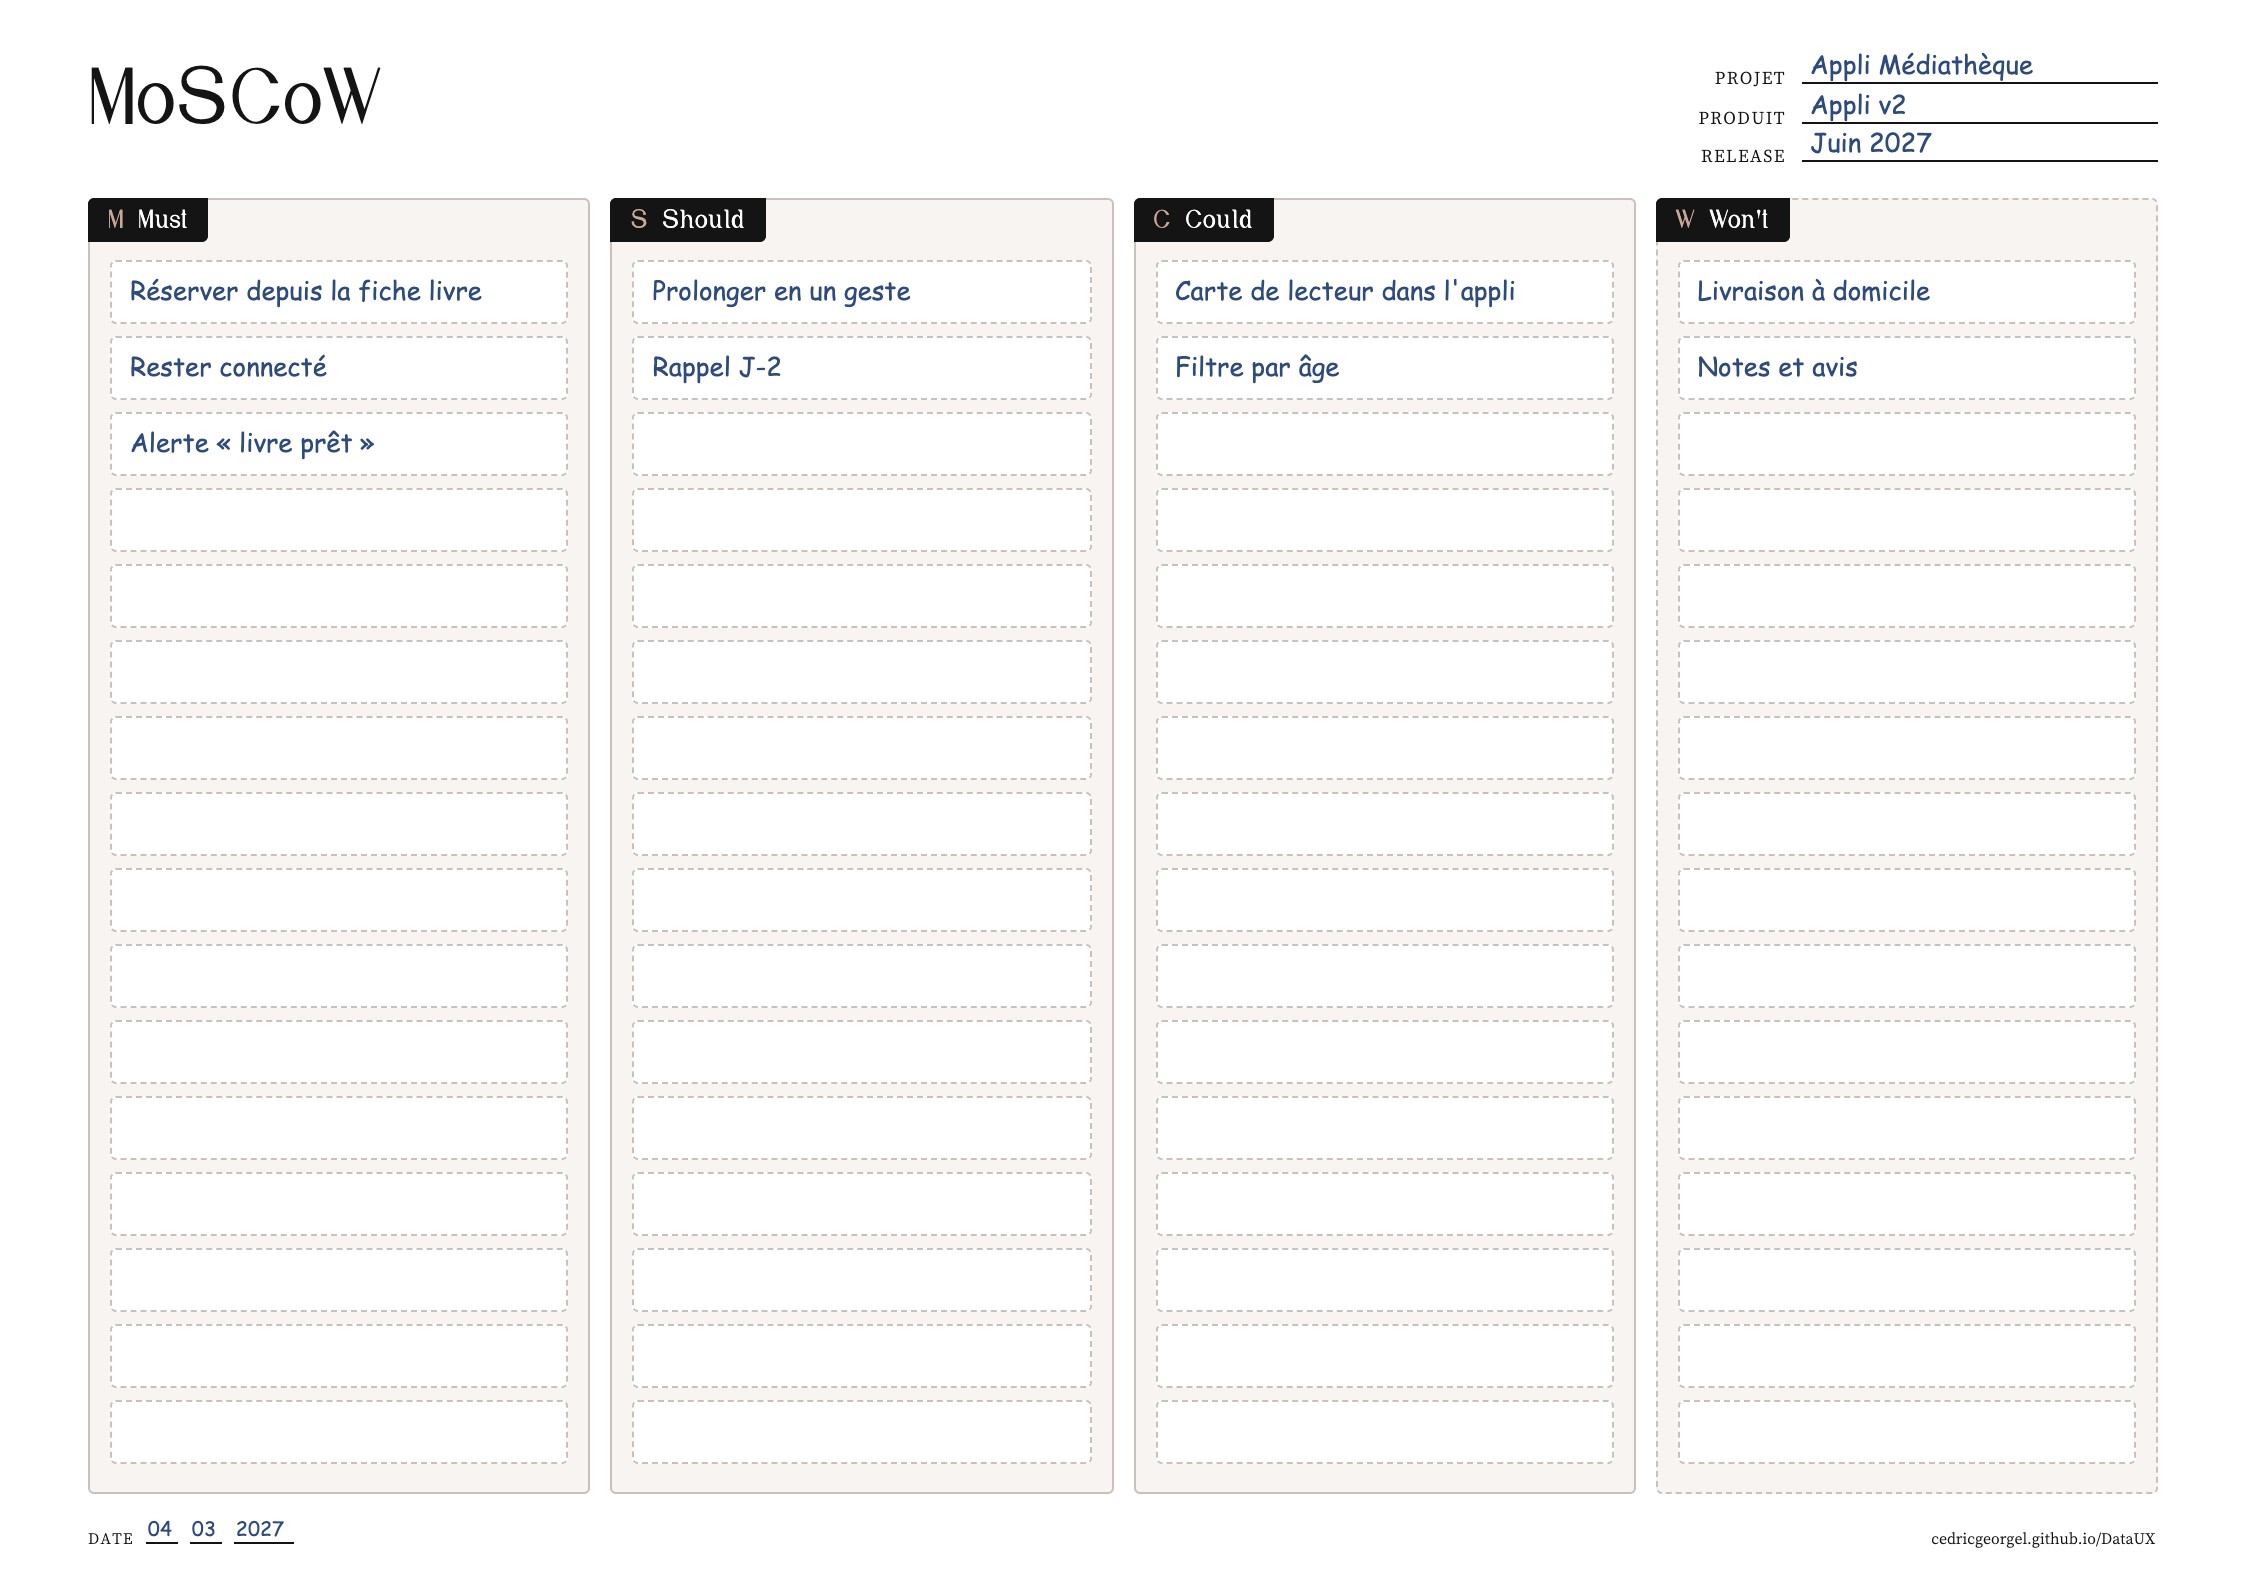 MoSCoW
PROJET Appli Médiathèque
PRODUIT Appli v2
RELEASE Juin 2027
M Must
Réserver depuis la fiche livre
Rester connecté
Alerte « livre prêt »
S Should
Prolonger en un geste
Rappel J-2
C Could
Carte de lecteur dans l'appli
Filtre par âge
W Won't
Livraison à domicile
Notes et avis
DATE 04 03 2027
cedricgeorgel.github.io/DataUX